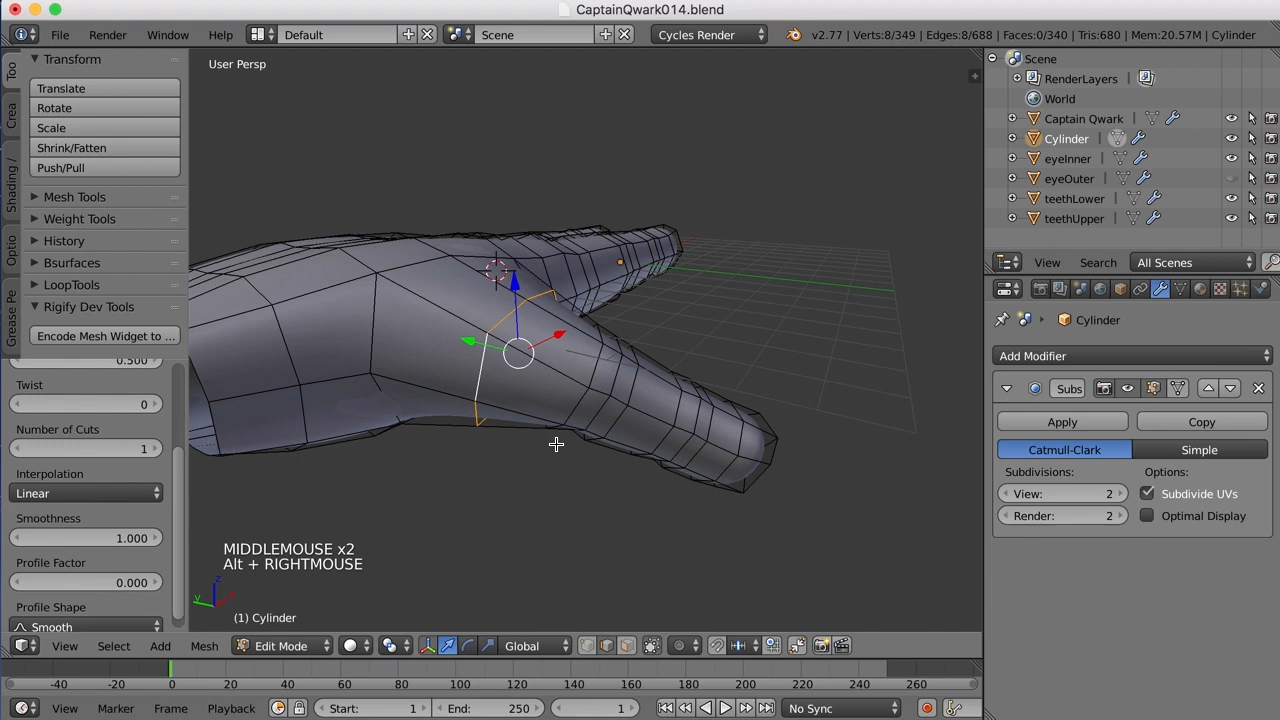 CaptainQwark014.blend
File Render Window Help Default Scene Cycles Render v2.77 | Verts:8/349 | Edges:8/688 | Faces:0/340 | Tris:680 | Mem:20.57M | Cylinder
Too
Crea
Shading /
Optio
Grease Pe
Transform
Translate
Rotate
Scale
Shrink/Fatten
Push/Pull
Mesh Tools
Weight Tools
History
Bsurfaces
LoopTools
Rigify Dev Tools
Encode Mesh Widget to ...
0.500
Twist
0
Number of Cuts
1
Interpolation
Linear
Smoothness
1.000
Profile Factor
0.000
Profile Shape
Smooth
User Persp
MIDDLEMOUSE x2
Alt + RIGHTMOUSE
z
y
(1) Cylinder
Scene
RenderLayers
World
Captain Qwark
Cylinder
eyeInner
eyeOuter
teethLower
teethUpper
View Search All Scenes
Cylinder
Add Modifier
Subs
Apply Copy
Catmull-Clark Simple
Subdivisions: Options:
View: 2 Subdivide UVs
Render: 2 Optimal Display
View Select Add Mesh Edit Mode Global
-40 -20 0 20 40 60 80 100 120 140 160 180 200 220 240 260
View Marker Frame Playback Start: 1 End: 250 1 No Sync